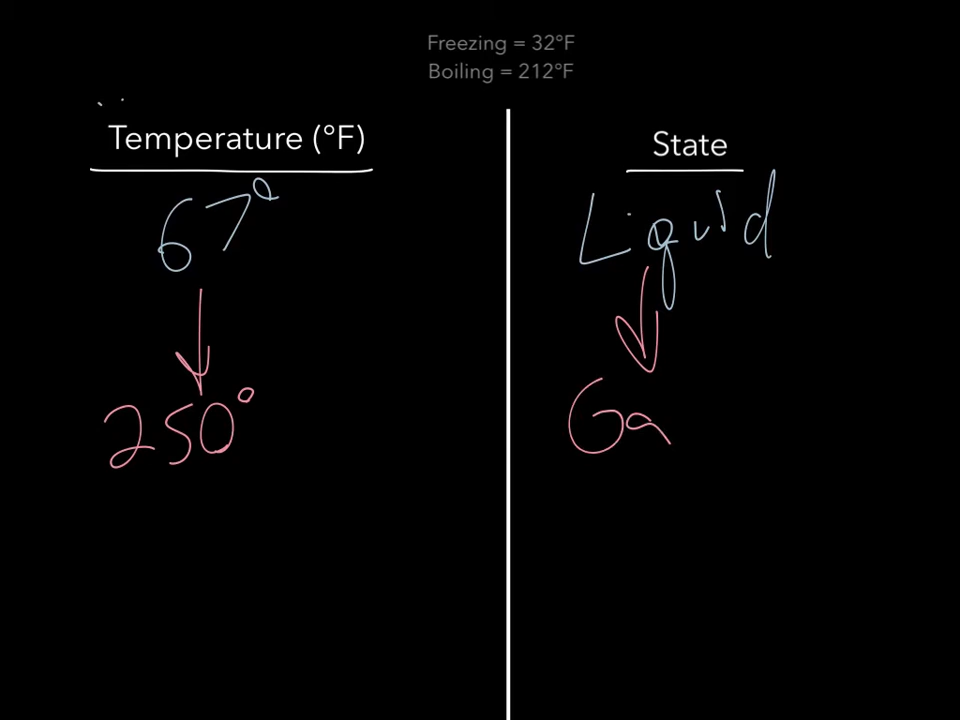 Freezing = 32°F
Boiling = 212°F
Temperature (°F)
State
67°
Liquid
250°
Ga